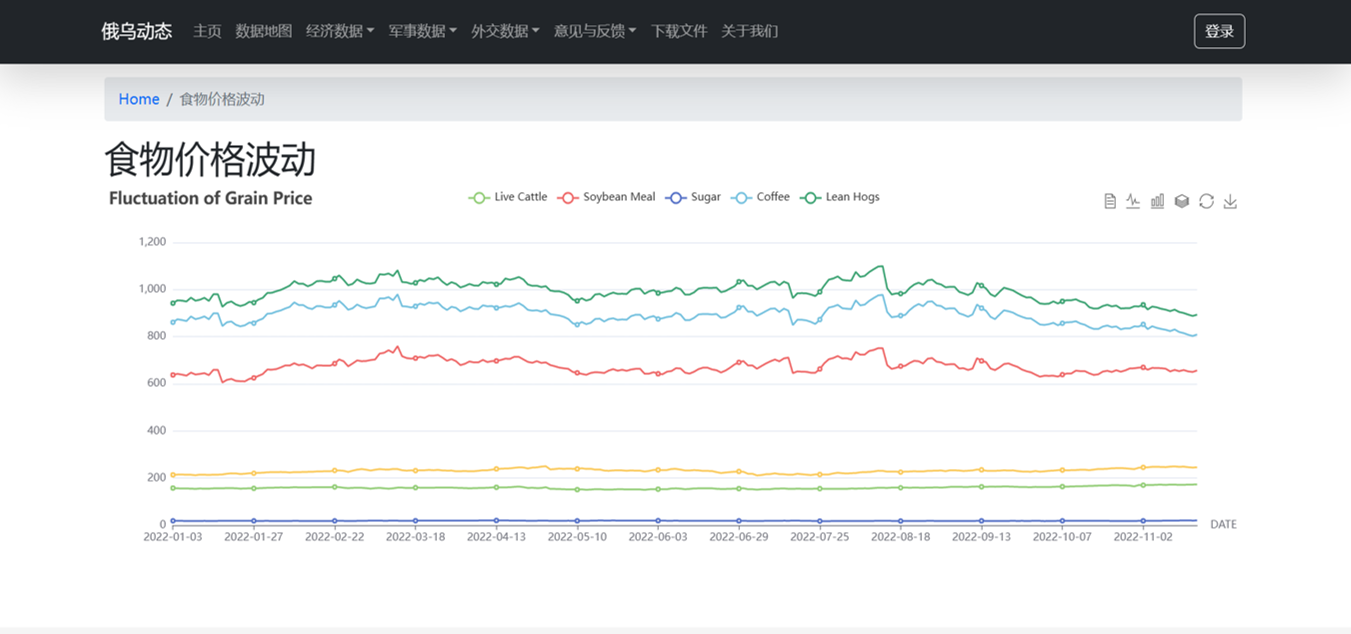 俄乌动态 主页 数据地图 经济数据 军事数据 外交数据 意见与反馈 下载文件 关于我们 登录
Home / 食物价格波动
食物价格波动
Fluctuation of Grain Price
Live Cattle Soybean Meal Sugar Coffee Lean Hogs
1,200
1,000
800
600
400
200
0
DATE
2022-01-03 2022-01-27 2022-02-22 2022-03-18 2022-04-13 2022-05-10 2022-06-03 2022-06-29 2022-07-25 2022-08-18 2022-09-13 2022-10-07 2022-11-02